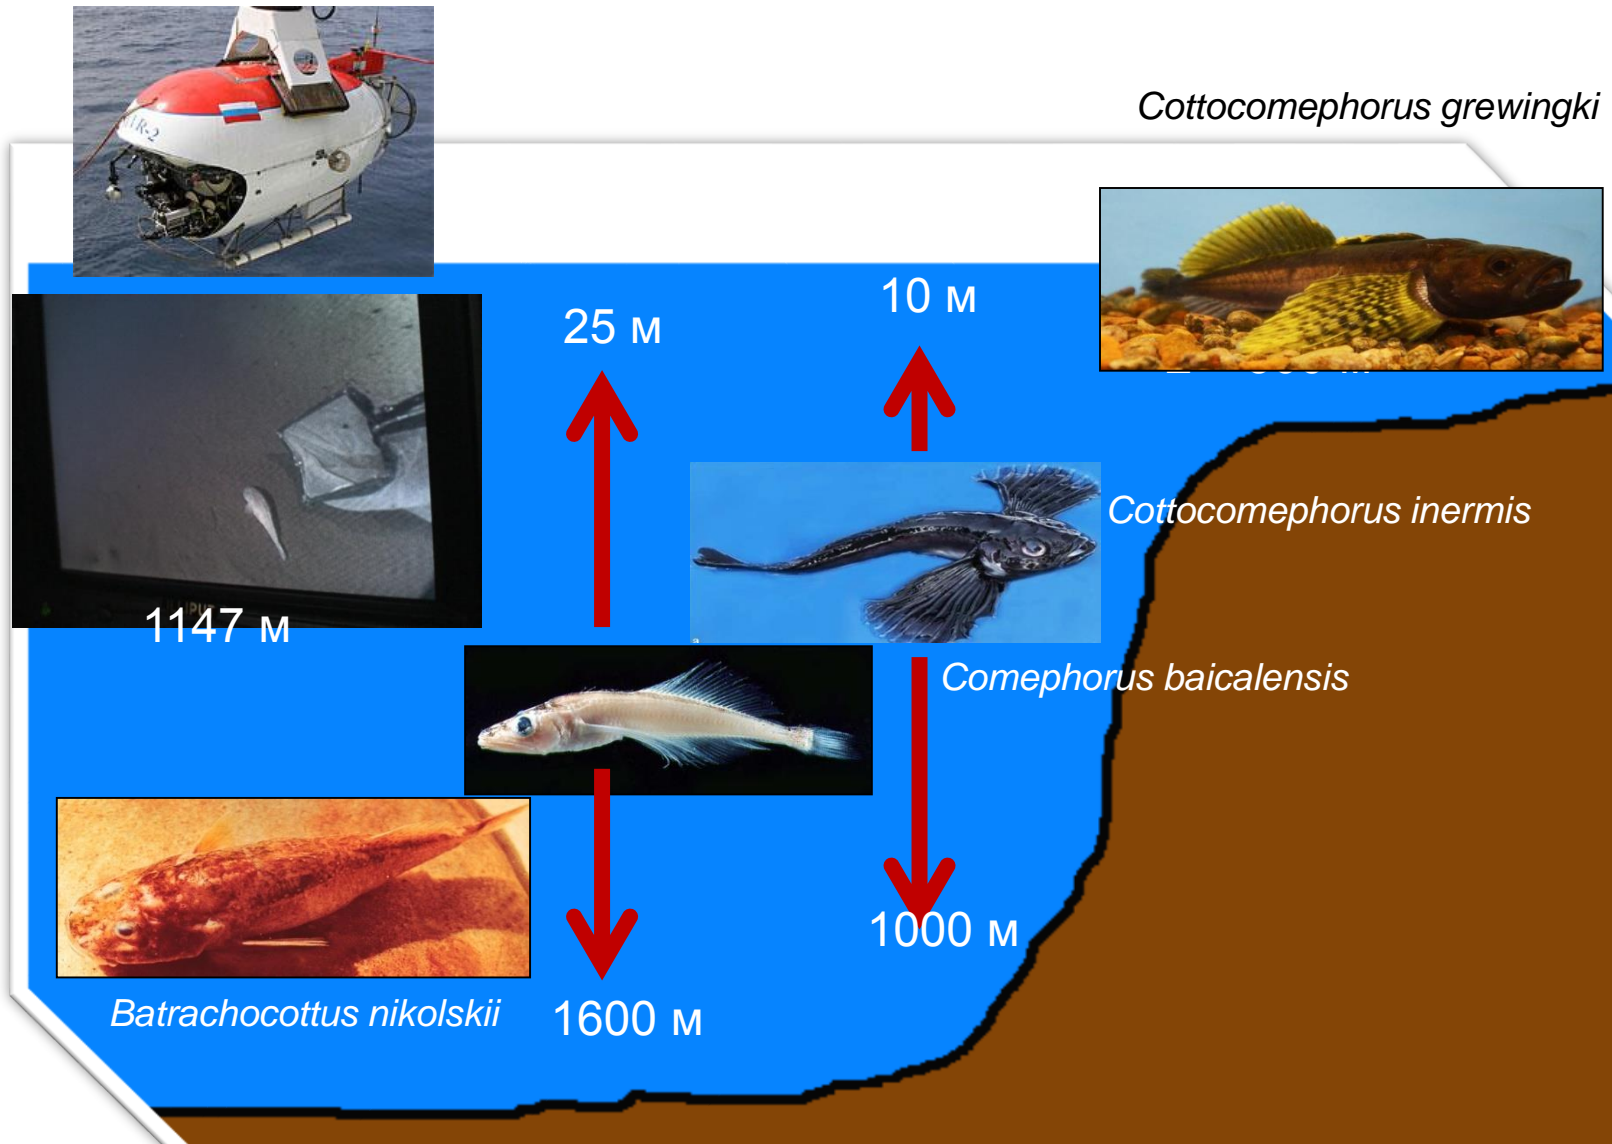 Cottocomephorus grewingki
25 м
10 м
Cottocomephorus inermis
1147 м
Comephorus baicalensis
1000 м
Batrachocottus nikolskii
1600 м